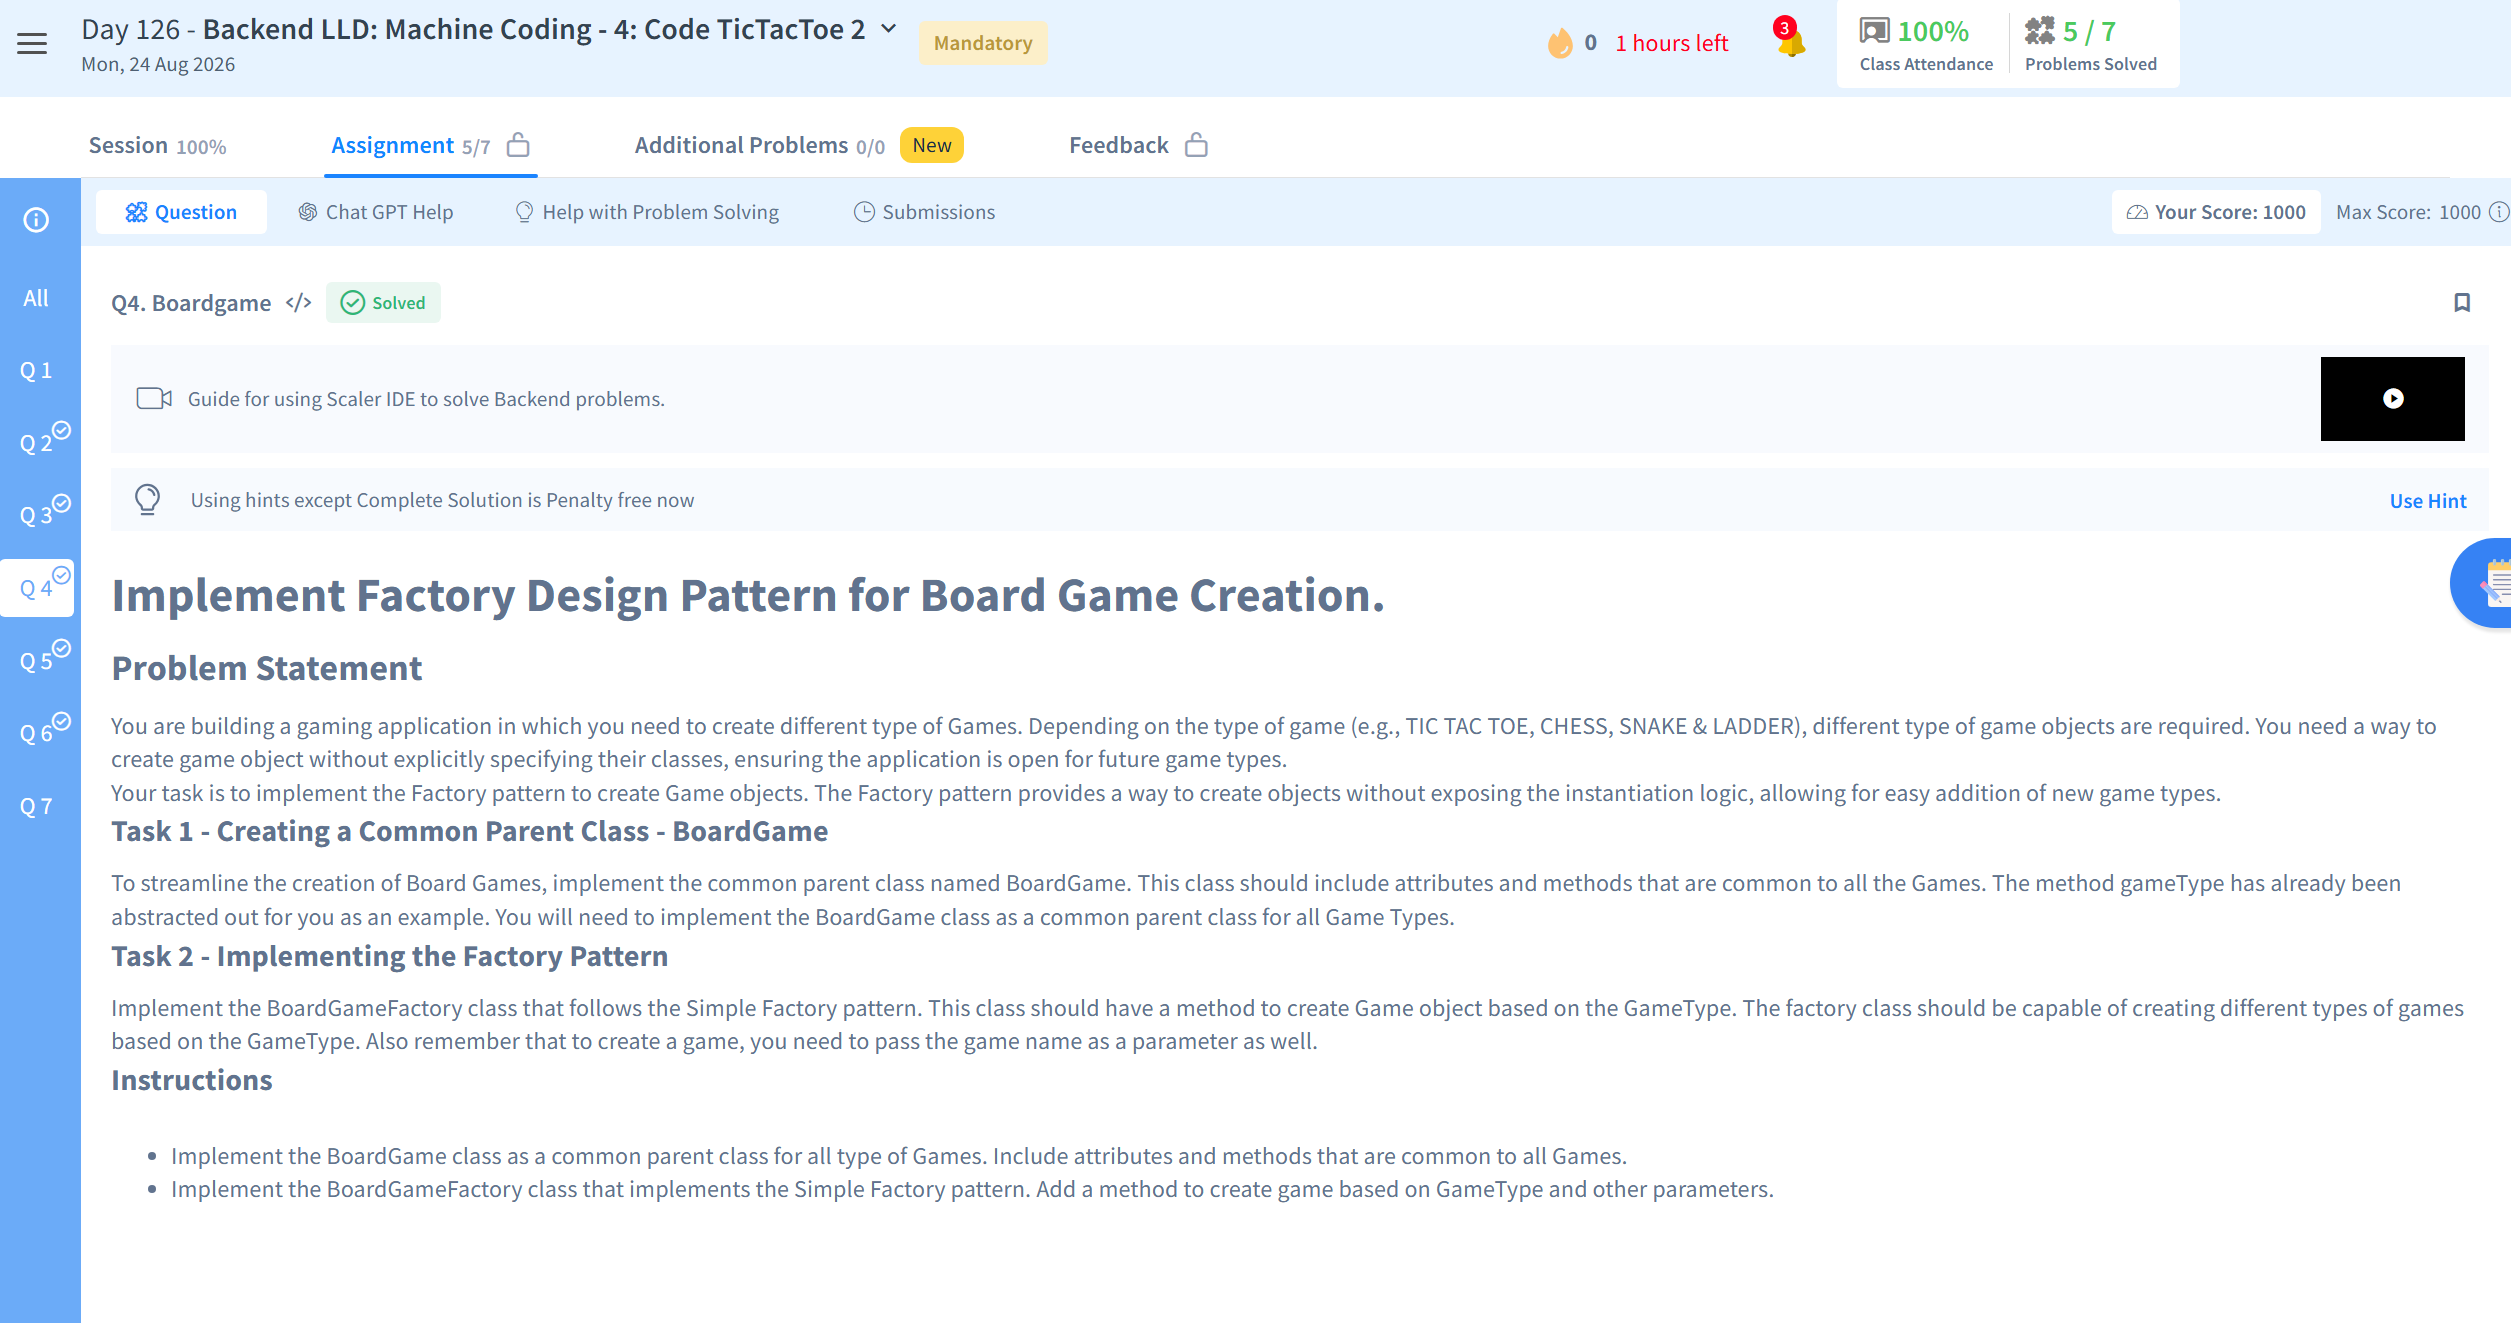 Day 126 - Backend LLD: Machine Coding - 4: Code TicTacToe 2
Mandatory
Mon, 24 Aug 2026
0
1 hours left
3
100%
Class Attendance
5 / 7
Problems Solved
Session 100%
Assignment 5/7
Additional Problems 0/0
New
Feedback
Question
Chat GPT Help
Help with Problem Solving
Submissions
Your Score: 1000
Max Score: 1000
All
Q 1
Q 2
Q 3
Q 4
Q 5
Q 6
Q 7
Q4. Boardgame </>
Solved
Guide for using Scaler IDE to solve Backend problems.
Using hints except Complete Solution is Penalty free now
Use Hint
Implement Factory Design Pattern for Board Game Creation.
Problem Statement
You are building a gaming application in which you need to create different type of Games. Depending on the type of game (e.g., TIC TAC TOE, CHESS, SNAKE & LADDER), different type of game objects are required. You need a way to
create game object without explicitly specifying their classes, ensuring the application is open for future game types.
Your task is to implement the Factory pattern to create Game objects. The Factory pattern provides a way to create objects without exposing the instantiation logic, allowing for easy addition of new game types.
Task 1 - Creating a Common Parent Class - BoardGame
To streamline the creation of Board Games, implement the common parent class named BoardGame. This class should include attributes and methods that are common to all the Games. The method gameType has already been
abstracted out for you as an example. You will need to implement the BoardGame class as a common parent class for all Game Types.
Task 2 - Implementing the Factory Pattern
Implement the BoardGameFactory class that follows the Simple Factory pattern. This class should have a method to create Game object based on the GameType. The factory class should be capable of creating different types of games
based on the GameType. Also remember that to create a game, you need to pass the game name as a parameter as well.
Instructions
• Implement the BoardGame class as a common parent class for all type of Games. Include attributes and methods that are common to all Games.
• Implement the BoardGameFactory class that implements the Simple Factory pattern. Add a method to create game based on GameType and other parameters.